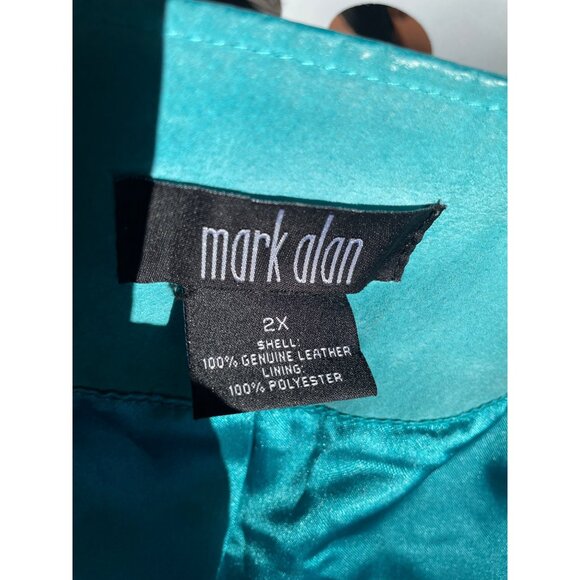 mark alan
2X
SHELL:
100% GENUINE LEATHER
LINING:
100% POLYESTER